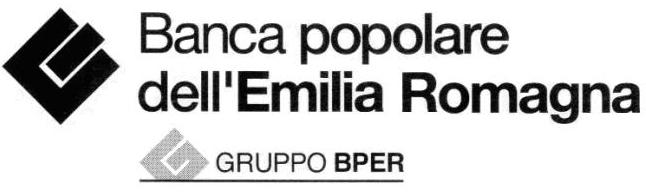 Banca popolare
dell'Emilia Romagna
GRUPPO BPER